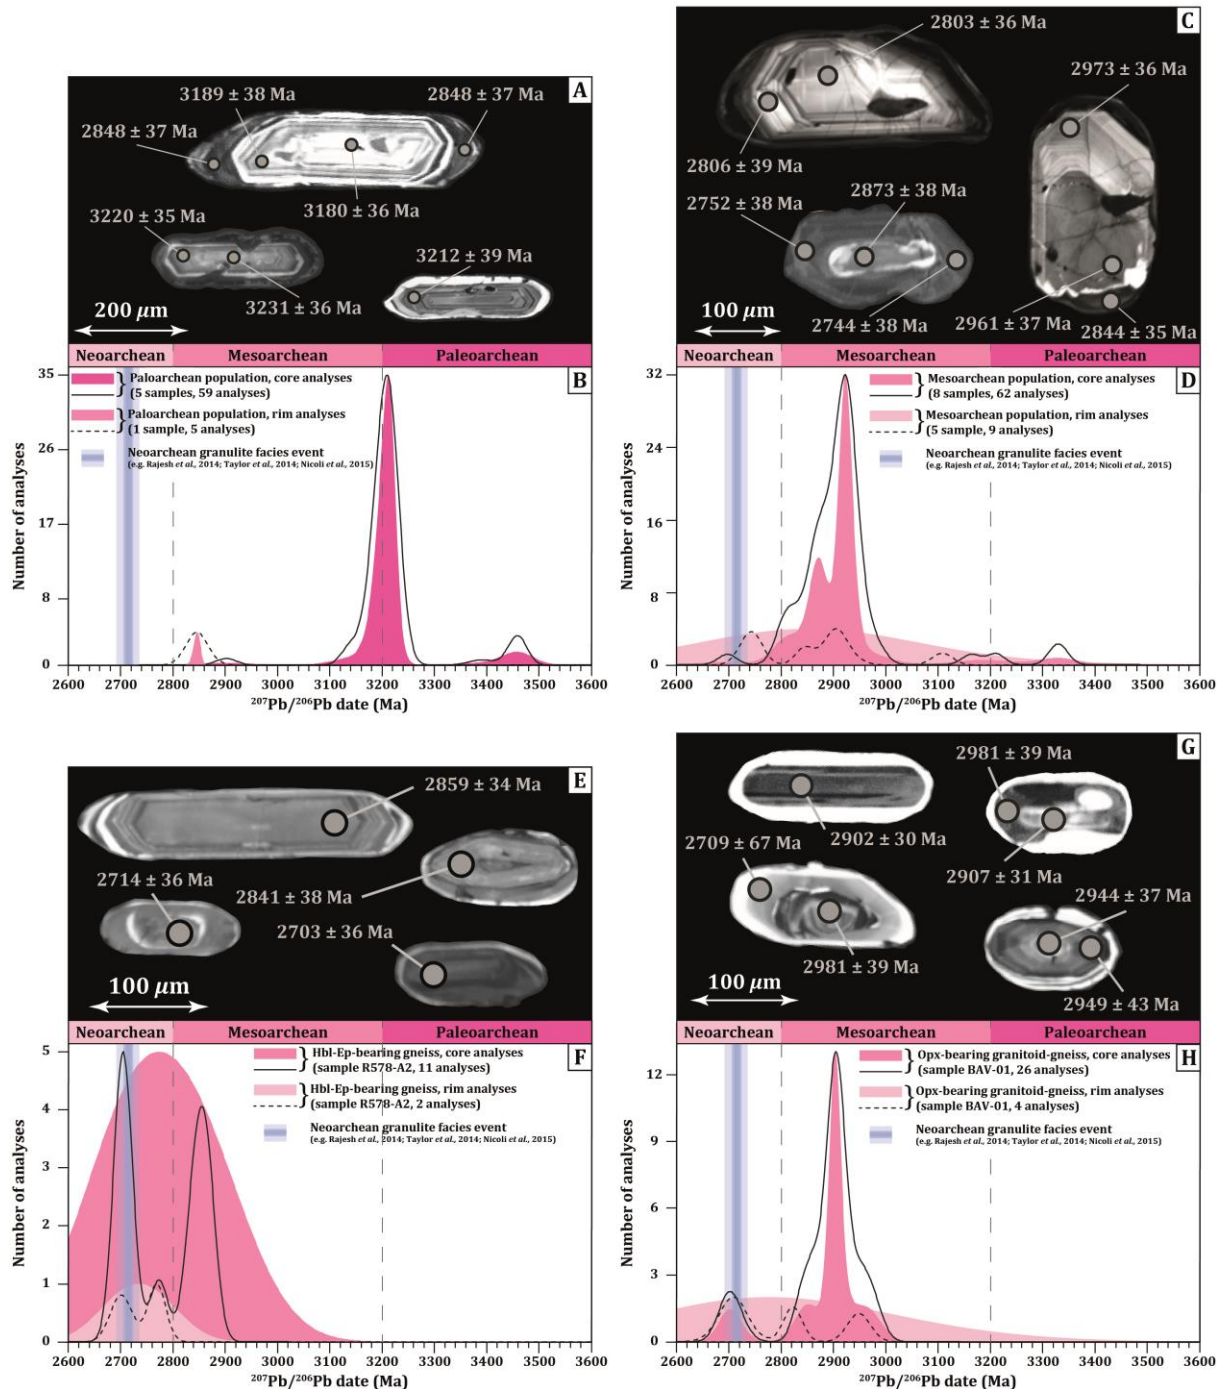 A
3189 ± 38 Ma
2848 ± 37 Ma
2848 ± 37 Ma
3220 ± 35 Ma
3180 ± 36 Ma
3212 ± 39 Ma
3231 ± 36 Ma
200 µm
Neoarchean Mesoarchean Paleoarchean
B
Paloarchean population, core analyses
(5 samples, 59 analyses)
Paloarchean population, rim analyses
(1 sample, 5 analyses)
Neoarchean granulite facies event
(e.g. Rajesh et al., 2014; Taylor et al., 2014; Nicoli et al., 2015)
Number of analyses
35
26
17
8
0
2600 2700 2800 2900 3000 3100 3200 3300 3400 3500 3600
207Pb/206Pb date (Ma)
C
2803 ± 36 Ma
2973 ± 36 Ma
2806 ± 39 Ma
2873 ± 38 Ma
2752 ± 38 Ma
2744 ± 38 Ma
2961 ± 37 Ma
2844 ± 35 Ma
100 µm
Neoarchean Mesoarchean Paleoarchean
D
Mesoarchean population, core analyses
(8 samples, 62 analyses)
Mesoarchean population, rim analyses
(5 sample, 9 analyses)
Neoarchean granulite facies event
(e.g. Rajesh et al., 2014; Taylor et al., 2014; Nicoli et al., 2015)
Number of analyses
32
24
16
8
0
2600 2700 2800 2900 3000 3100 3200 3300 3400 3500 3600
207Pb/206Pb date (Ma)
E
2859 ± 34 Ma
2714 ± 36 Ma
2841 ± 38 Ma
2703 ± 36 Ma
100 µm
Neoarchean Mesoarchean Paleoarchean
F
Hbl-Ep-bearing gneiss, core analyses
(sample R578-A2, 11 analyses)
Hbl-Ep-bearing gneiss, rim analyses
(sample R578-A2, 2 analyses)
Neoarchean granulite facies event
(e.g. Rajesh et al., 2014; Taylor et al., 2014; Nicoli et al., 2015)
Number of analyses
5
4
3
2
1
0
2600 2700 2800 2900 3000 3100 3200 3300 3400 3500 3600
207Pb/206Pb date (Ma)
G
2981 ± 39 Ma
2902 ± 30 Ma
2709 ± 67 Ma
2907 ± 31 Ma
2944 ± 37 Ma
2981 ± 39 Ma
2949 ± 43 Ma
100 µm
Neoarchean Mesoarchean Paleoarchean
H
Opx-bearing granitoid-gneiss, core analyses
(sample BAV-01, 26 analyses)
Opx-bearing granitoid-gneiss, rim analyses
(sample BAV-01, 4 analyses)
Neoarchean granulite facies event
(e.g. Rajesh et al., 2014; Taylor et al., 2014; Nicoli et al., 2015)
Number of analyses
12
9
6
3
0
2600 2700 2800 2900 3000 3100 3200 3300 3400 3500 3600
207Pb/206Pb date (Ma)